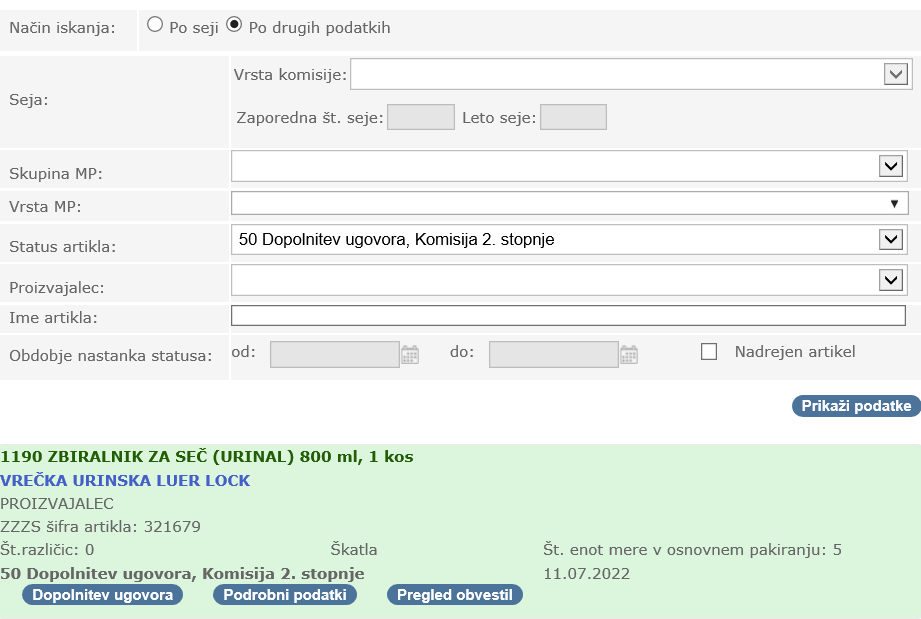 Način iskanja: Po seji Po drugih podatkih
Seja:
Vrsta komisije:
Zaporedna št. seje: Leto seje:
Skupina MP:
Vrsta MP:
Status artikla: 50 Dopolnitev ugovora, Komisija 2. stopnje
Proizvajalec:
Ime artikla:
Obdobje nastanka statusa: od: do: Nadrejen artikel
Prikaži podatke
1190 ZBIRALNIK ZA SEČ (URINAL) 800 ml, 1 kos
VREČKA URINSKA LUER LOCK
PROIZVAJALEC
ZZZS šifra artikla: 321679
Št.različic: 0 Škatla Št. enot mere v osnovnem pakiranju: 5
50 Dopolnitev ugovora, Komisija 2. stopnje 11.07.2022
Dopolnitev ugovora Podrobni podatki Pregled obvestil